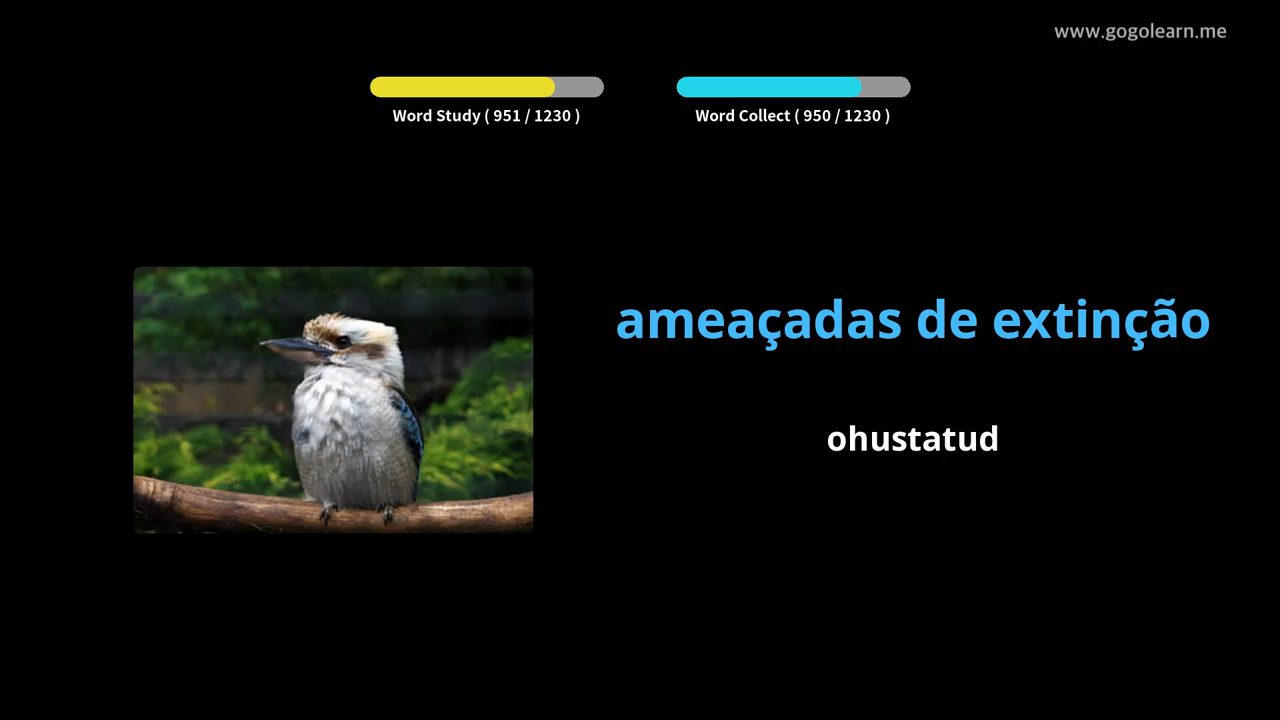 www.gogolearn.me
Word Study ( 951 / 1230 )
Word Collect ( 950 / 1230 )
ameaçadas de extinção
ohustatud